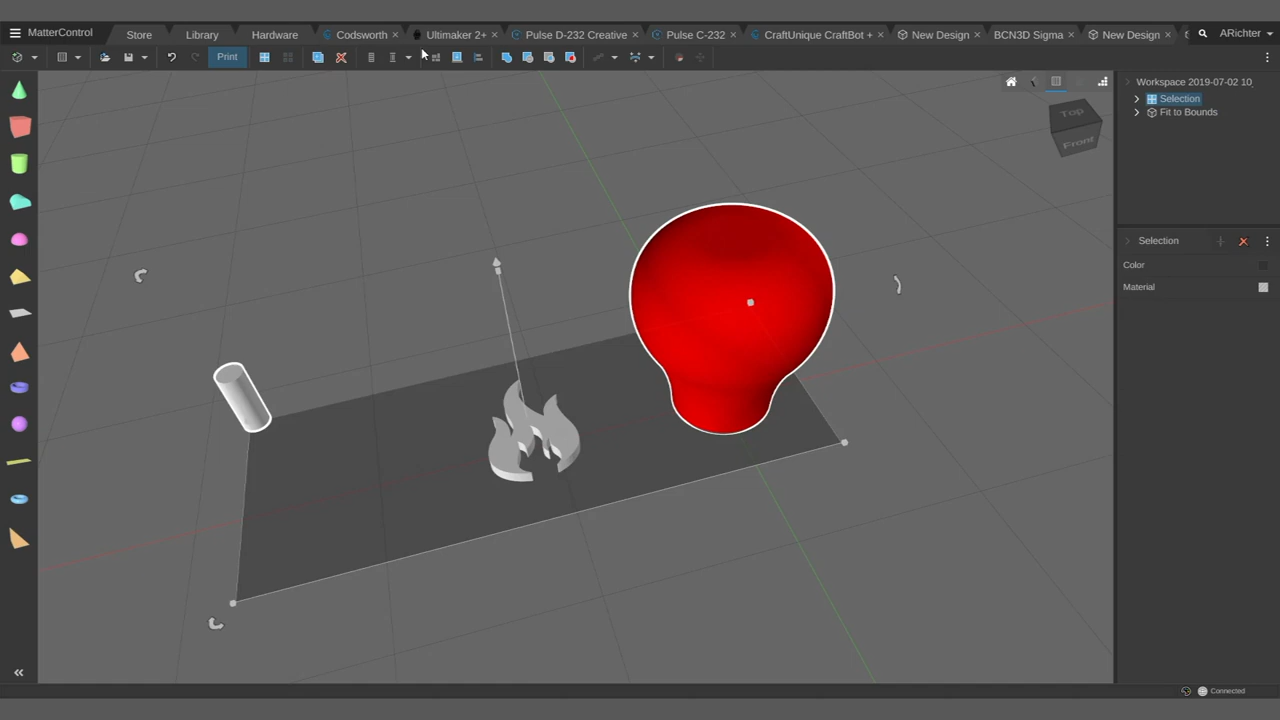 MatterControl Store Library Hardware Codsworth Ultimaker 2+ Pulse D-232 Creative Pulse C-232 CraftUnique CraftBot + New Design BCN3D Sigma New Design ARichter
Print
Workspace 2019-07-02 10
Selection
Fit to Bounds
Top
Front
Selection
Color
Material
Connected